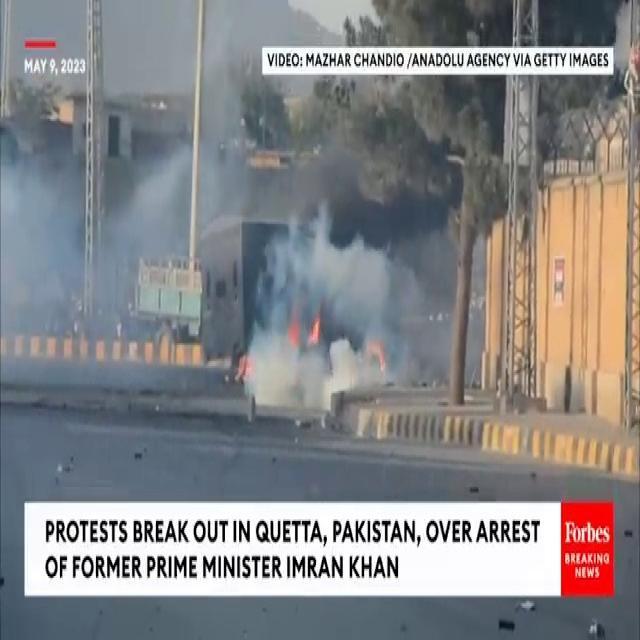 MAY 9, 2023
VIDEO: MAZHAR CHANDIO /ANADOLU AGENCY VIA GETTY IMAGES
PROTESTS BREAK OUT IN QUETTA, PAKISTAN, OVER ARREST
OF FORMER PRIME MINISTER IMRAN KHAN
Forbes
BREAKING
NEWS